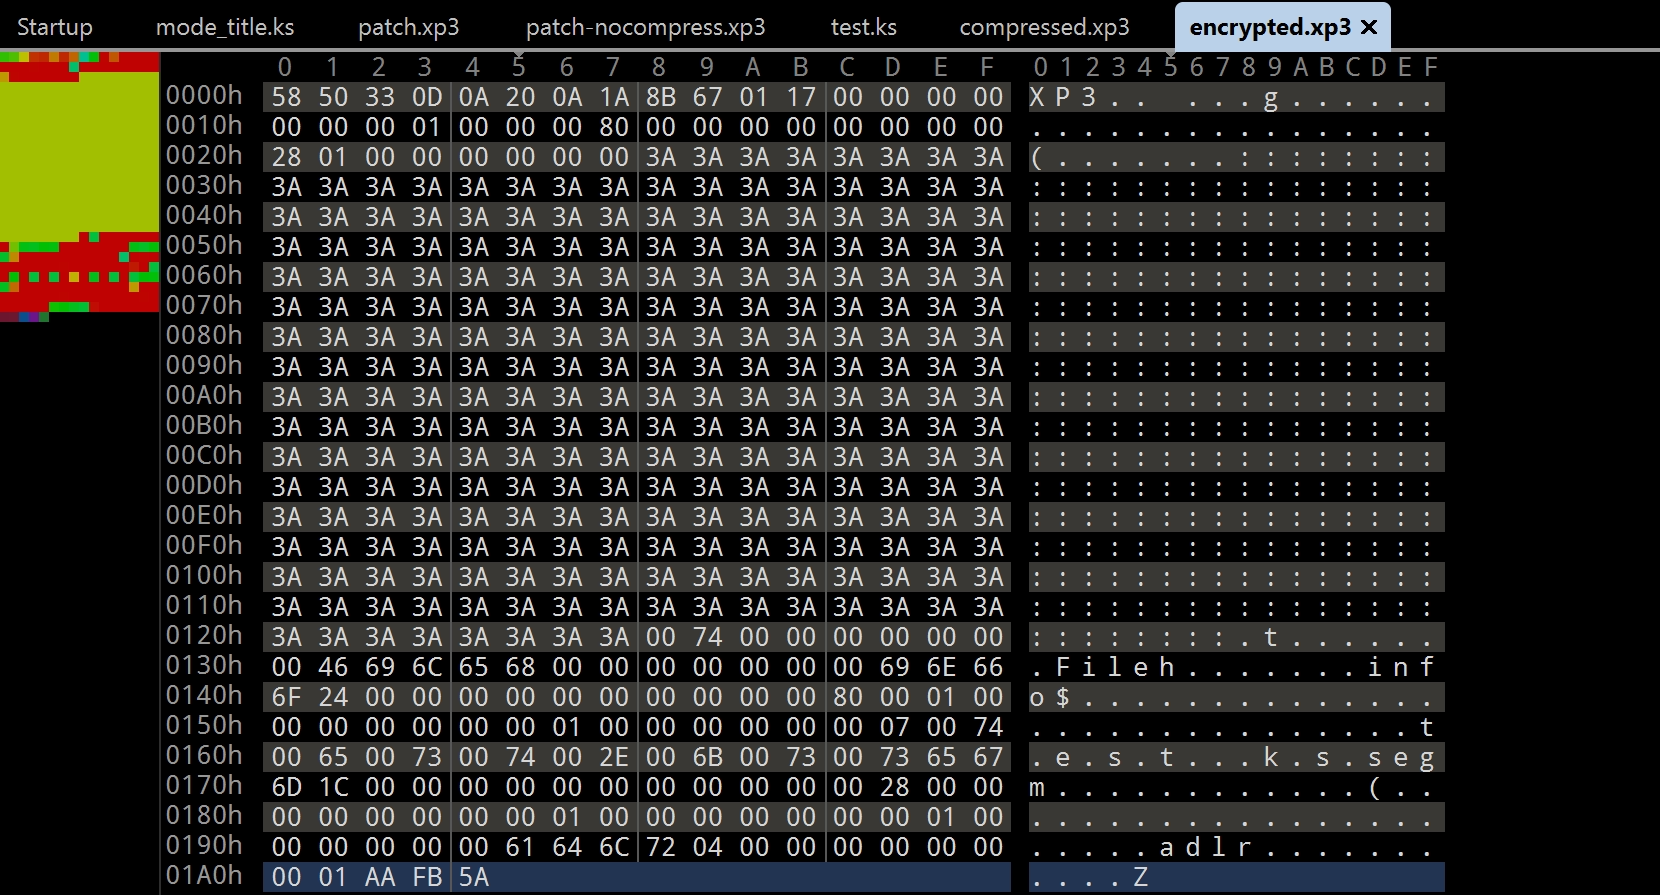 Startup mode_title.ks patch.xp3 patch-nocompress.xp3 test.ks compressed.xp3 encrypted.xp3 ×
0 1 2 3 4 5 6 7 8 9 A B C D E F 0 1 2 3 4 5 6 7 8 9 A B C D E F
0000h 58 50 33 0D 0A 20 0A 1A 8B 67 01 17 00 00 00 00 XP3.. ...g......
0010h 00 00 00 01 00 00 00 80 00 00 00 00 00 00 00 00 ................
0020h 28 01 00 00 00 00 00 00 3A 3A 3A 3A 3A 3A 3A 3A (.......::::::::
0030h 3A 3A 3A 3A 3A 3A 3A 3A 3A 3A 3A 3A 3A 3A 3A 3A ::::::::::::::::
0040h 3A 3A 3A 3A 3A 3A 3A 3A 3A 3A 3A 3A 3A 3A 3A 3A ::::::::::::::::
0050h 3A 3A 3A 3A 3A 3A 3A 3A 3A 3A 3A 3A 3A 3A 3A 3A ::::::::::::::::
0060h 3A 3A 3A 3A 3A 3A 3A 3A 3A 3A 3A 3A 3A 3A 3A 3A ::::::::::::::::
0070h 3A 3A 3A 3A 3A 3A 3A 3A 3A 3A 3A 3A 3A 3A 3A 3A ::::::::::::::::
0080h 3A 3A 3A 3A 3A 3A 3A 3A 3A 3A 3A 3A 3A 3A 3A 3A ::::::::::::::::
0090h 3A 3A 3A 3A 3A 3A 3A 3A 3A 3A 3A 3A 3A 3A 3A 3A ::::::::::::::::
00A0h 3A 3A 3A 3A 3A 3A 3A 3A 3A 3A 3A 3A 3A 3A 3A 3A ::::::::::::::::
00B0h 3A 3A 3A 3A 3A 3A 3A 3A 3A 3A 3A 3A 3A 3A 3A 3A ::::::::::::::::
00C0h 3A 3A 3A 3A 3A 3A 3A 3A 3A 3A 3A 3A 3A 3A 3A 3A ::::::::::::::::
00D0h 3A 3A 3A 3A 3A 3A 3A 3A 3A 3A 3A 3A 3A 3A 3A 3A ::::::::::::::::
00E0h 3A 3A 3A 3A 3A 3A 3A 3A 3A 3A 3A 3A 3A 3A 3A 3A ::::::::::::::::
00F0h 3A 3A 3A 3A 3A 3A 3A 3A 3A 3A 3A 3A 3A 3A 3A 3A ::::::::::::::::
0100h 3A 3A 3A 3A 3A 3A 3A 3A 3A 3A 3A 3A 3A 3A 3A 3A ::::::::::::::::
0110h 3A 3A 3A 3A 3A 3A 3A 3A 3A 3A 3A 3A 3A 3A 3A 3A ::::::::::::::::
0120h 3A 3A 3A 3A 3A 3A 3A 3A 00 74 00 00 00 00 00 00 ::::::::.t......
0130h 00 46 69 6C 65 68 00 00 00 00 00 00 00 69 6E 66 .Fileh.......inf
0140h 6F 24 00 00 00 00 00 00 00 00 00 00 80 00 01 00 o$..............
0150h 00 00 00 00 00 00 01 00 00 00 00 00 00 07 00 74 ...............t
0160h 00 65 00 73 00 74 00 2E 00 6B 00 73 00 73 65 67 .e.s.t...k.s.seg
0170h 6D 1C 00 00 00 00 00 00 00 00 00 00 00 28 00 00 m............(..
0180h 00 00 00 00 00 00 01 00 00 00 00 00 00 00 01 00 ................
0190h 00 00 00 00 00 61 64 6C 72 04 00 00 00 00 00 00 .....adlr.......
01A0h 00 01 AA FB 5A ....Z